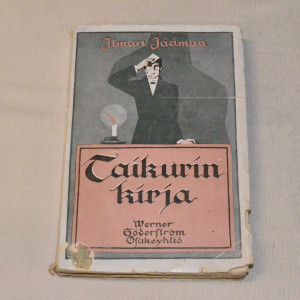 Ilmari Jäämaa
Taikurin
kirja
Werner
Söderström
Osakeyhtiö